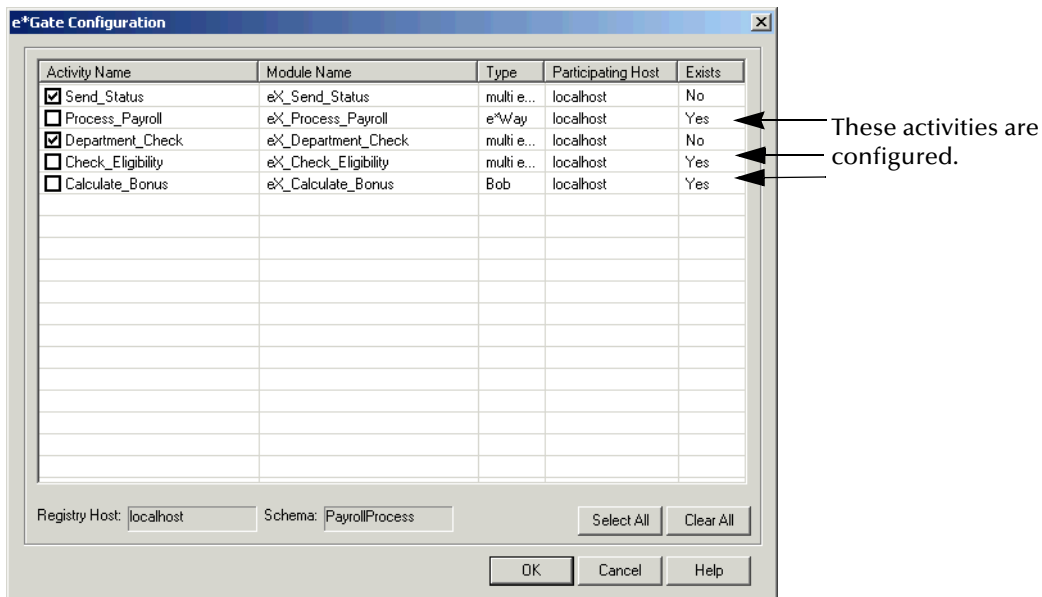 e*Gate Configuration
Activity Name Module Name Type Participating Host Exists
Send_Status eX_Send_Status multi e... localhost No
Process_Payroll eX_Process_Payroll e*Way localhost Yes
Department_Check eX_Department_Check multi e... localhost No
Check_Eligibility eX_Check_Eligibility multi e... localhost Yes
Calculate_Bonus eX_Calculate_Bonus Bob localhost Yes
These activities are
configured.
Registry Host: localhost Schema: PayrollProcess Select All Clear All
OK Cancel Help